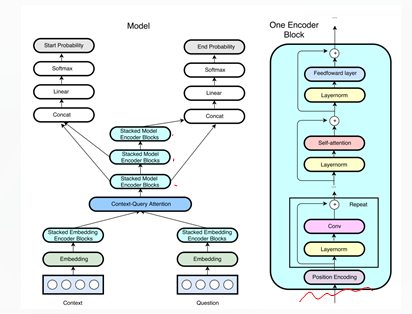 Model
Start Probability
Softmax
Linear
Concat
End Probability
Softmax
Linear
Concat
Stacked Model
Encoder Blocks
Stacked Model
Encoder Blocks
Stacked Model
Encoder Blocks
Context-Query Attention
Stacked Embedding
Encoder Blocks
Stacked Embedding
Encoder Blocks
Embedding
Embedding
Context
Question
One Encoder
Block
+
Feedfoward layer
Layernorm
+
Self-attention
Layernorm
+
Repeat
Conv
Layernorm
Position Encoding